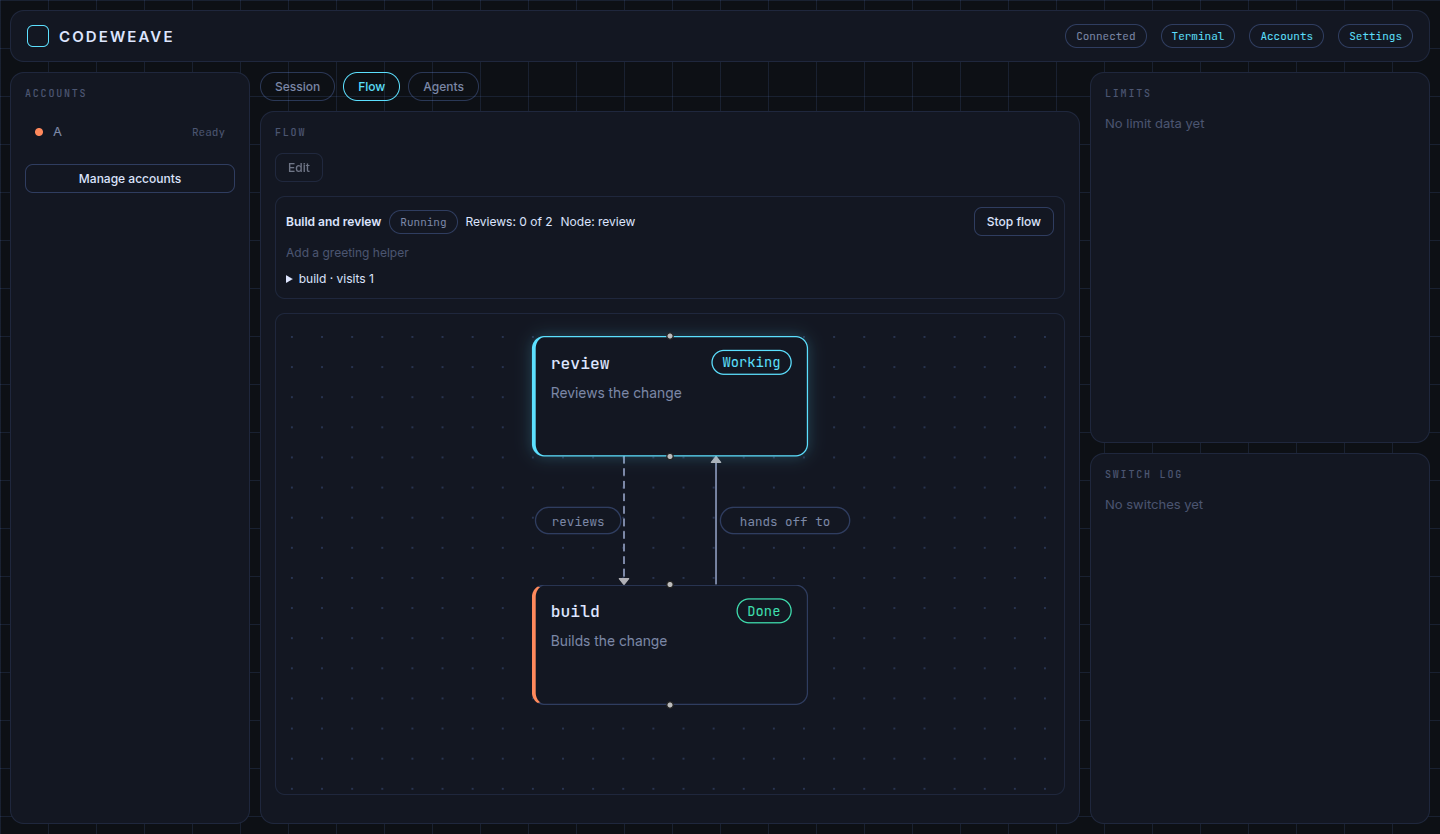 CODEWEAVE
Connected
Terminal
Accounts
Settings
ACCOUNTS
A
Ready
Manage accounts
Session
Flow
Agents
FLOW
Edit
Build and review
Running
Reviews: 0 of 2
Node: review
Stop flow
Add a greeting helper
build · visits 1
review
Working
Reviews the change
reviews
hands off to
build
Done
Builds the change
LIMITS
No limit data yet
SWITCH LOG
No switches yet